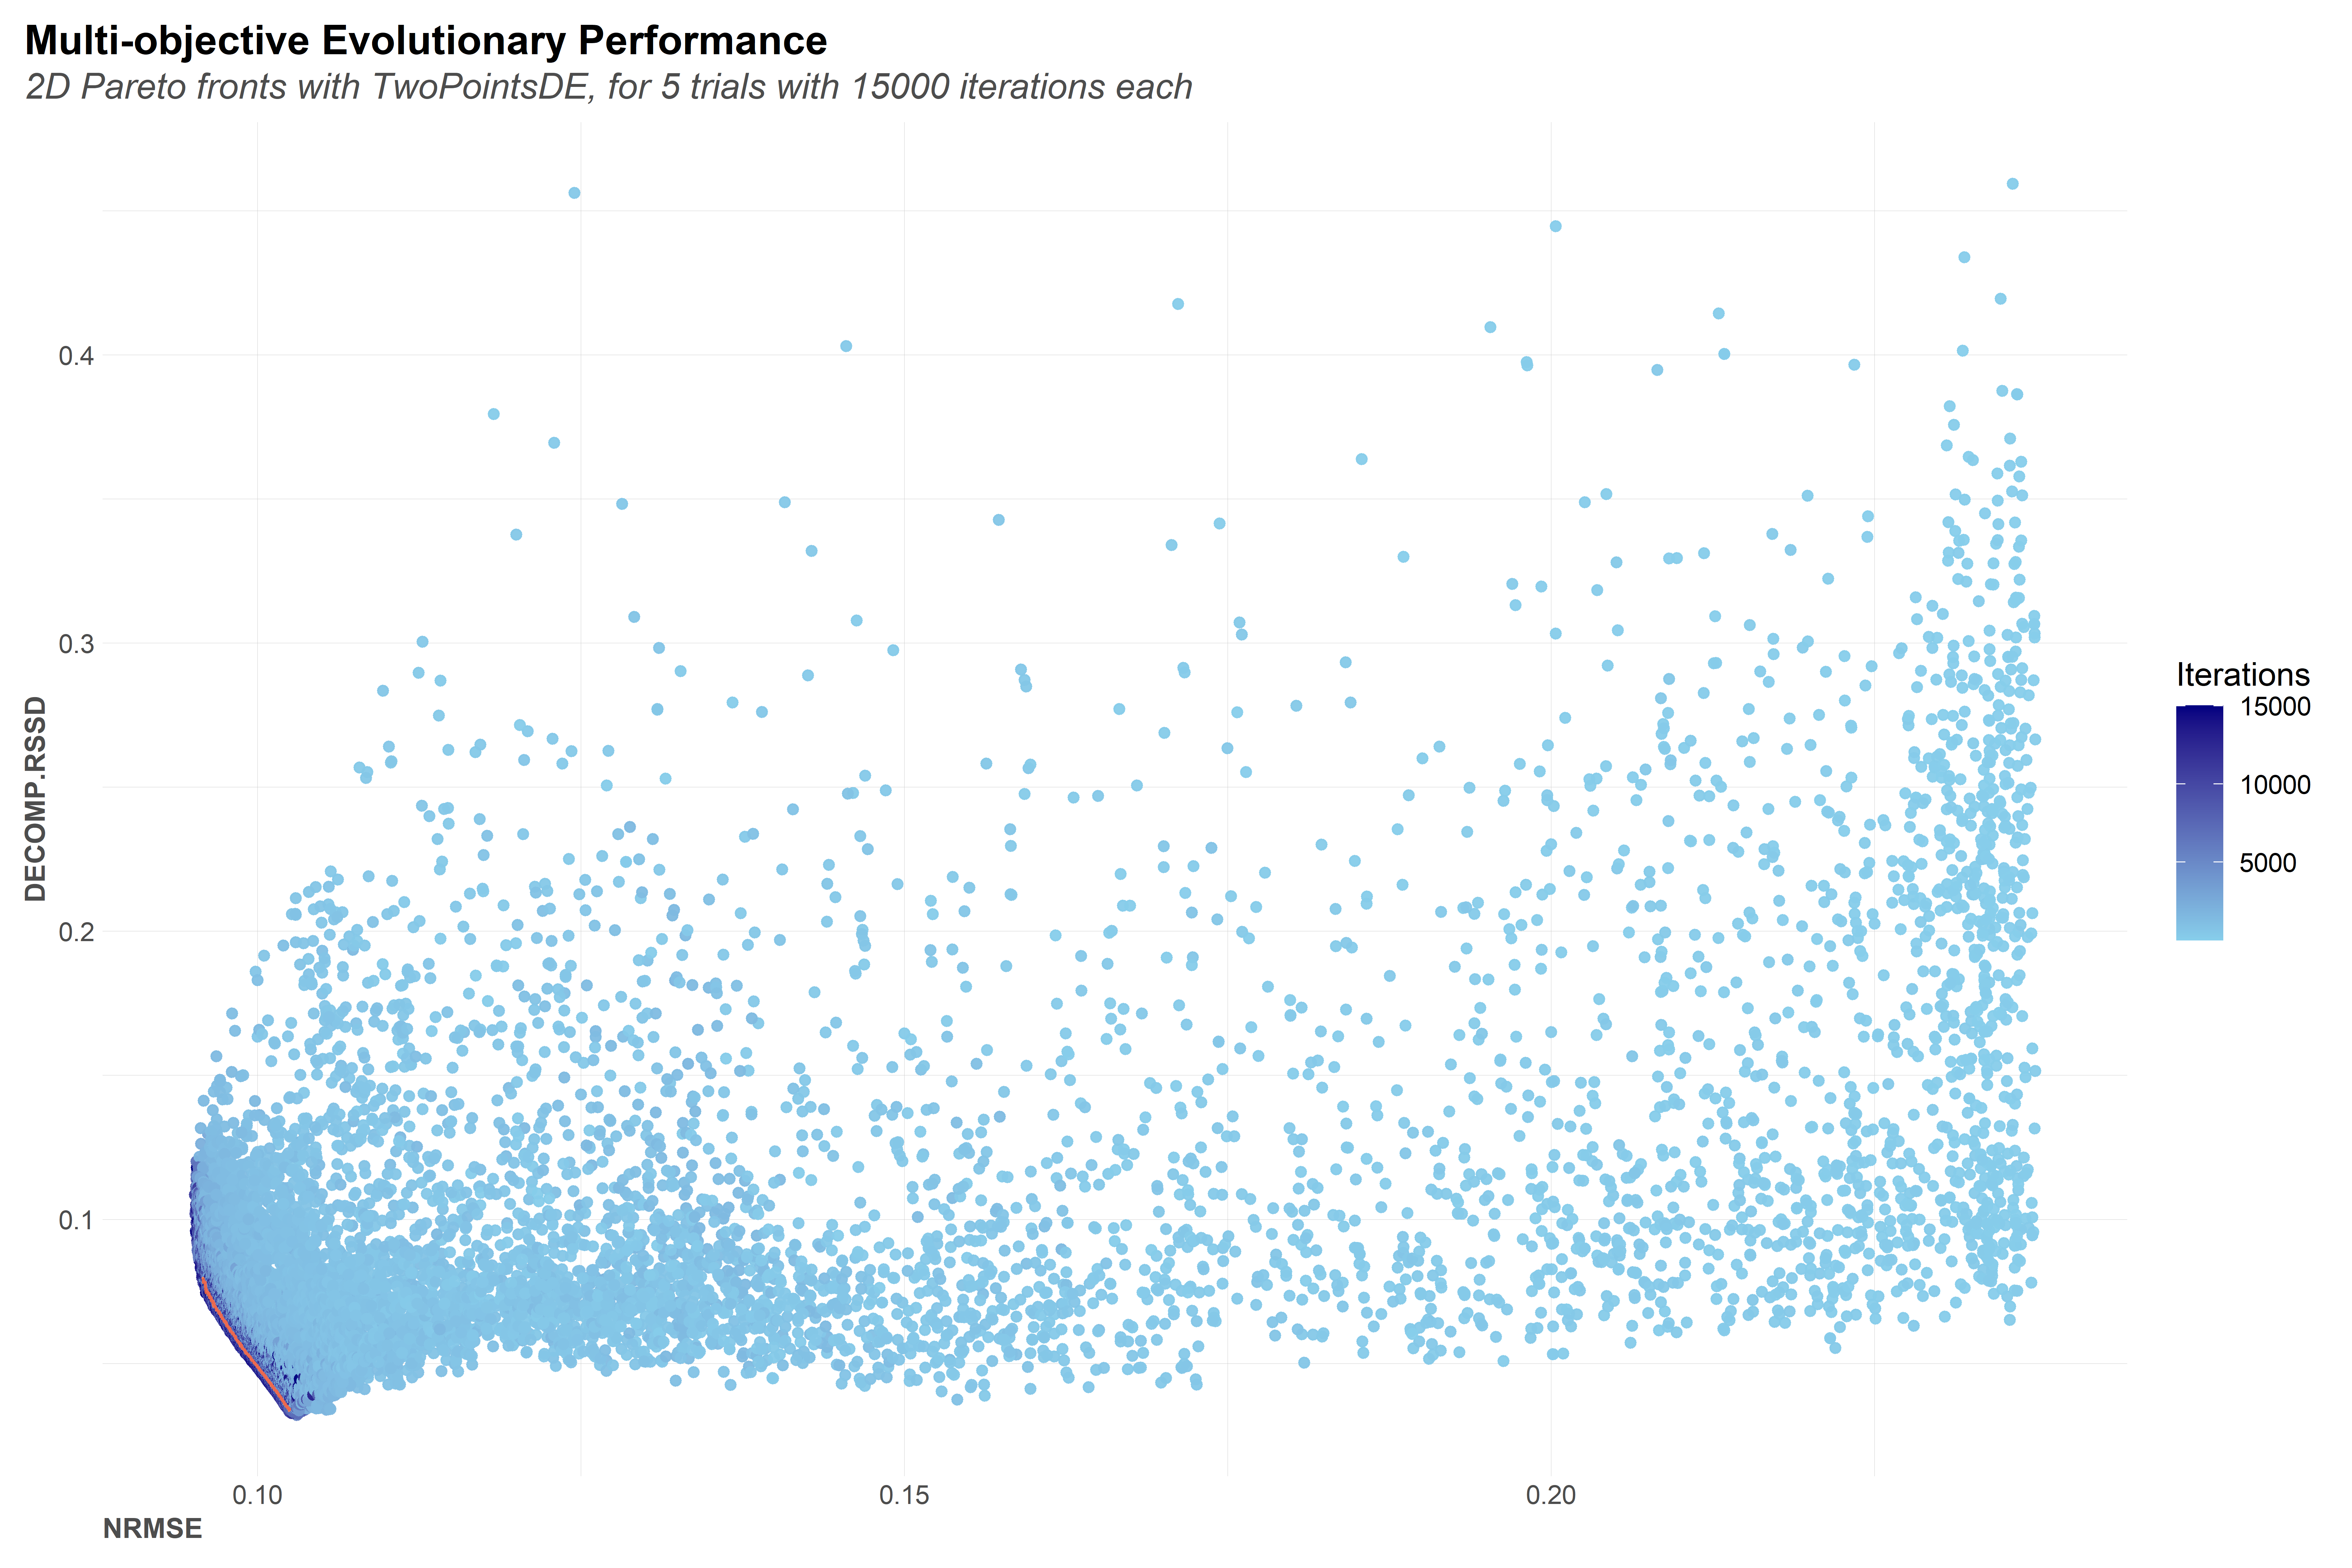 Multi-objective Evolutionary Performance
2D Pareto fronts with TwoPointsDE, for 5 trials with 15000 iterations each
DECOMP.RSSD
0.4
0.3
0.2
0.1
0.10
0.15
0.20
NRMSE
Iterations
15000
10000
5000